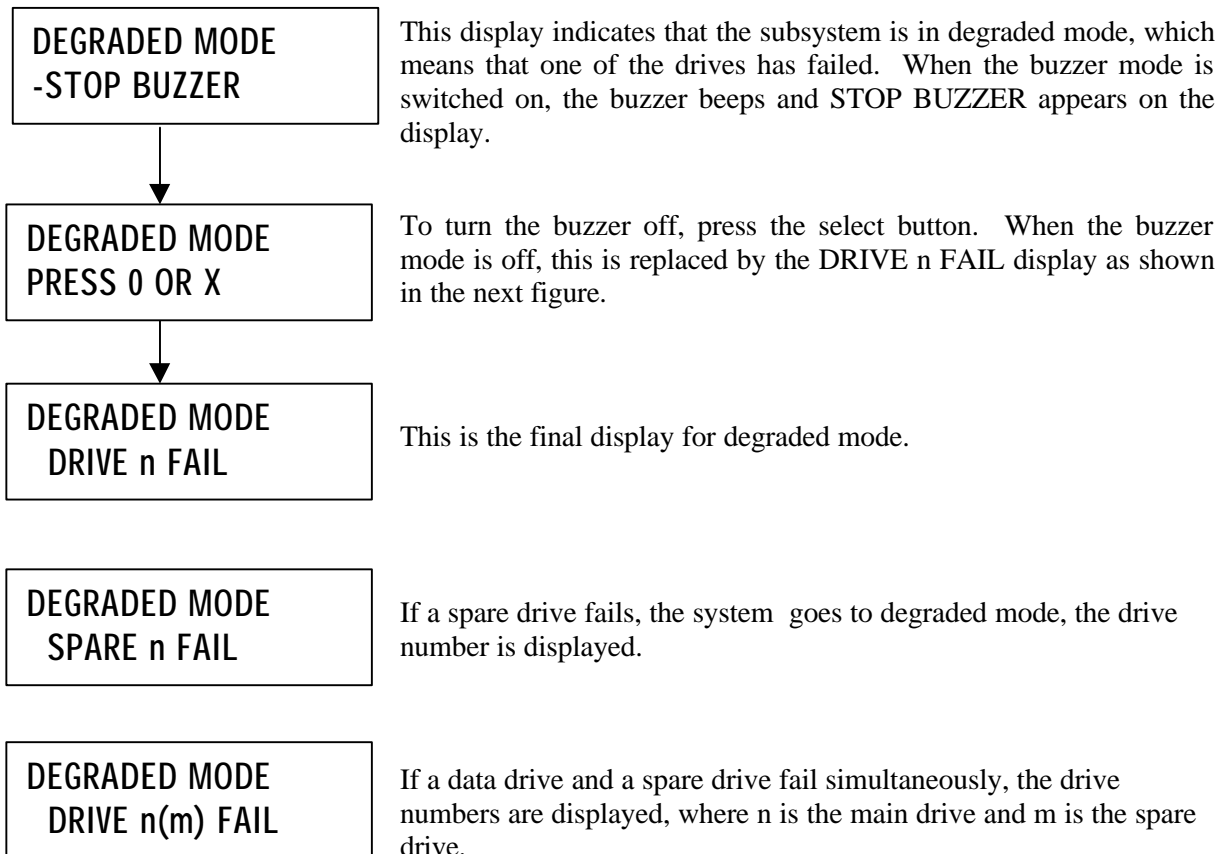 DEGRADED MODE
-STOP BUZZER
This display indicates that the subsystem is in degraded mode, which
means that one of the drives has failed. When the buzzer mode is
switched on, the buzzer beeps and STOP BUZZER appears on the
display.
DEGRADED MODE
PRESS 0 OR X
To turn the buzzer off, press the select button. When the buzzer
mode is off, this is replaced by the DRIVE n FAIL display as shown
in the next figure.
DEGRADED MODE
DRIVE n FAIL
This is the final display for degraded mode.
DEGRADED MODE
SPARE n FAIL
If a spare drive fails, the system goes to degraded mode, the drive
number is displayed.
DEGRADED MODE
DRIVE n(m) FAIL
If a data drive and a spare drive fail simultaneously, the drive
numbers are displayed, where n is the main drive and m is the spare
drive.